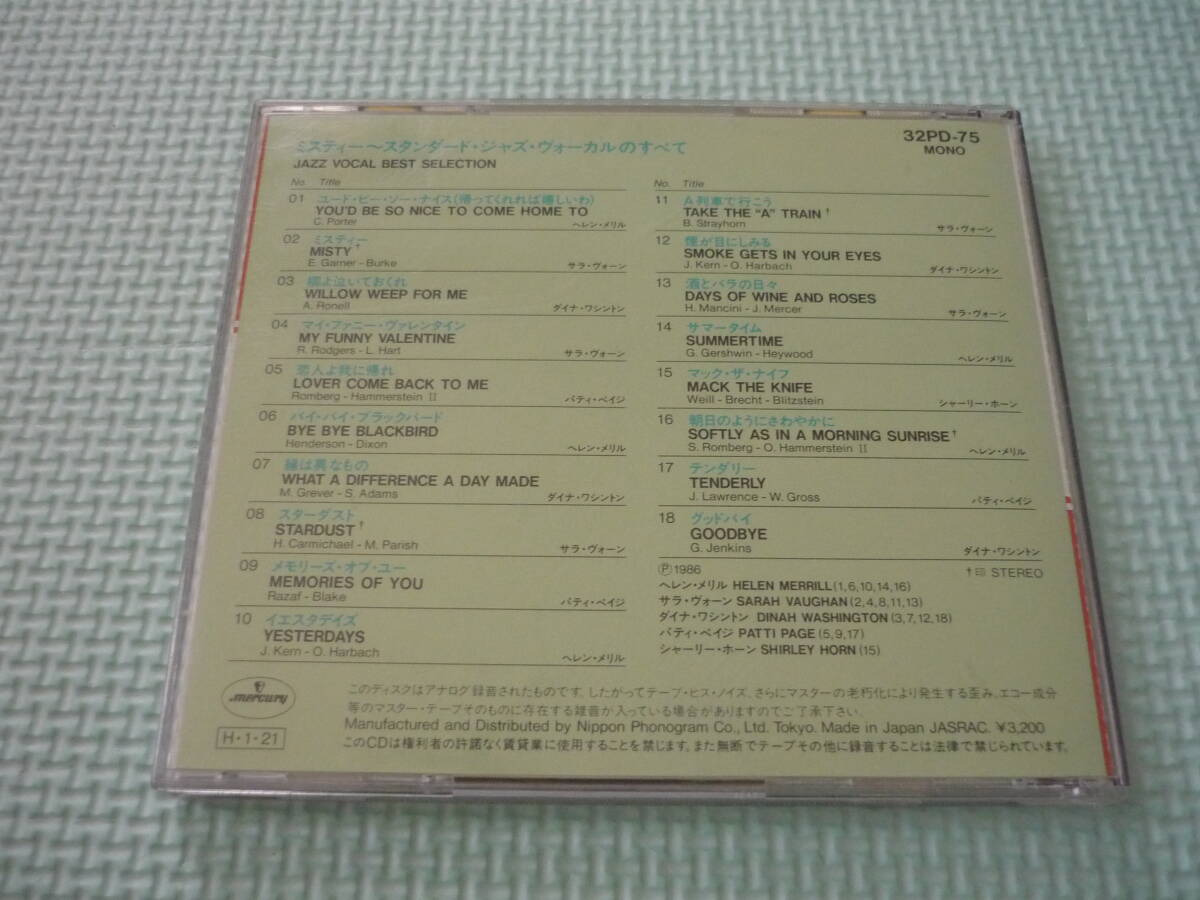 ミスティー～スタンダード・ジャズ・ヴォーカルのすべて
JAZZ VOCAL BEST SELECTION
32PD-75
MONO
No. Title
01 ユード・ビー・ソー・ナイス(帰ってくれれば嬉しいわ)
YOU'D BE SO NICE TO COME HOME TO
C. Porter ヘレン・メリル
02 ミスティー
MISTY†
E. Garner - Burke サラ・ヴォーン
03 柳よ泣いておくれ
WILLOW WEEP FOR ME
A. Ronell ダイナ・ワシントン
04 マイ・ファニー・ヴァレンタイン
MY FUNNY VALENTINE
R. Rodgers - L. Hart サラ・ヴォーン
05 恋人よ我に帰れ
LOVER COME BACK TO ME
Romberg - Hammerstein II パティ・ペイジ
06 バイ・バイ・ブラックバード
BYE BYE BLACKBIRD
Henderson - Dixon ヘレン・メリル
07 縁は異なもの
WHAT A DIFFERENCE A DAY MADE
M. Grever - S. Adams ダイナ・ワシントン
08 スターダスト
STARDUST†
H. Carmichael - M. Parish サラ・ヴォーン
09 メモリーズ・オブ・ユー
MEMORIES OF YOU
Razaf - Blake パティ・ペイジ
10 イエスタデイズ
YESTERDAYS
J. Kern - O. Harbach ヘレン・メリル
No. Title
11 A列車で行こう
TAKE THE "A" TRAIN†
B. Strayhorn サラ・ヴォーン
12 煙が目にしみる
SMOKE GETS IN YOUR EYES
J. Kern - O. Harbach ダイナ・ワシントン
13 酒とバラの日々
DAYS OF WINE AND ROSES
H. Mancini - J. Mercer サラ・ヴォーン
14 サマータイム
SUMMERTIME
G. Gershwin - Heywood ヘレン・メリル
15 マック・ザ・ナイフ
MACK THE KNIFE
Weill - Brecht - Blitzstein シャーリー・ホーン
16 朝日のようにさわやかに
SOFTLY AS IN A MORNING SUNRISE†
S. Romberg - O. Hammerstein II ヘレン・メリル
17 テンダリー
TENDERLY
J. Lawrence - W. Gross パティ・ペイジ
18 グッドバイ
GOODBYE
G. Jenkins ダイナ・ワシントン
Ⓟ1986 † STEREO
ヘレン・メリル HELEN MERRILL(1,6,10,14,16)
サラ・ヴォーン SARAH VAUGHAN(2,4,8,11,13)
ダイナ・ワシントン DINAH WASHINGTON(3,7,12,18)
パティ・ペイジ PATTI PAGE(5,9,17)
シャーリー・ホーン SHIRLEY HORN(15)
mercury
H・1・21
このディスクはアナログ録音されたものです。したがってテープ・ヒス・ノイズ、さらにマスターの老朽化により発生する歪み、エコー成分
等のマスター・テープそのものに存在する雑音が入っている場合がありますのでご了承下さい。
Manufactured and Distributed by Nippon Phonogram Co., Ltd. Tokyo. Made in Japan JASRAC. ¥3,200
このCDは権利者の許諾なく賃貸業に使用することを禁じます。また無断でテープその他に録音することは法律で禁じられています。